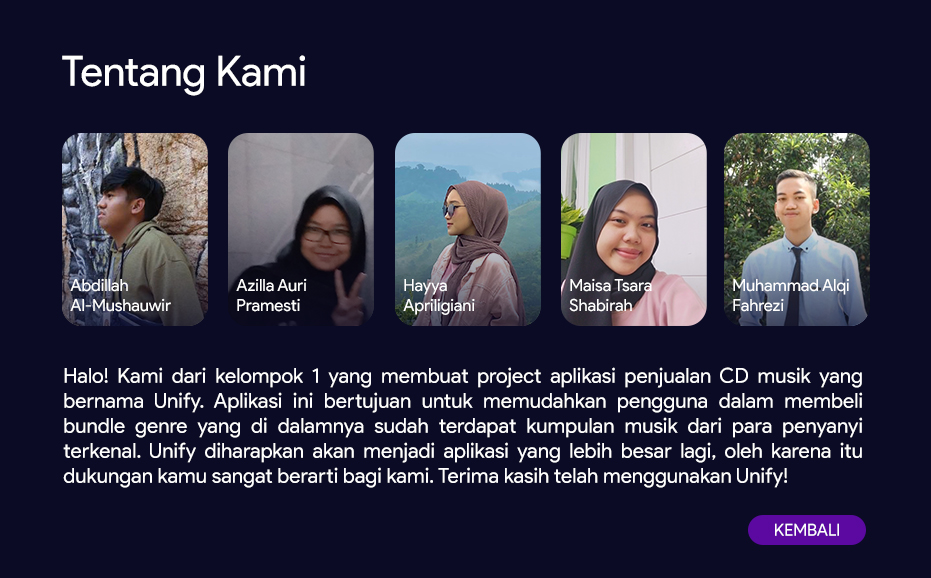 Tentang Kami
Abdillah
Al-Mushauwir
Azilla Auri
Pramesti
Hayya
Apriligiani
Maisa Tsara
Shabirah
Muhammad Alqi
Fahrezi
Halo! Kami dari kelompok 1 yang membuat project aplikasi penjualan CD musik yang
bernama Unify. Aplikasi ini bertujuan untuk memudahkan pengguna dalam membeli
bundle genre yang di dalamnya sudah terdapat kumpulan musik dari para penyanyi
terkenal. Unify diharapkan akan menjadi aplikasi yang lebih besar lagi, oleh karena itu
dukungan kamu sangat berarti bagi kami. Terima kasih telah menggunakan Unify!
KEMBALI